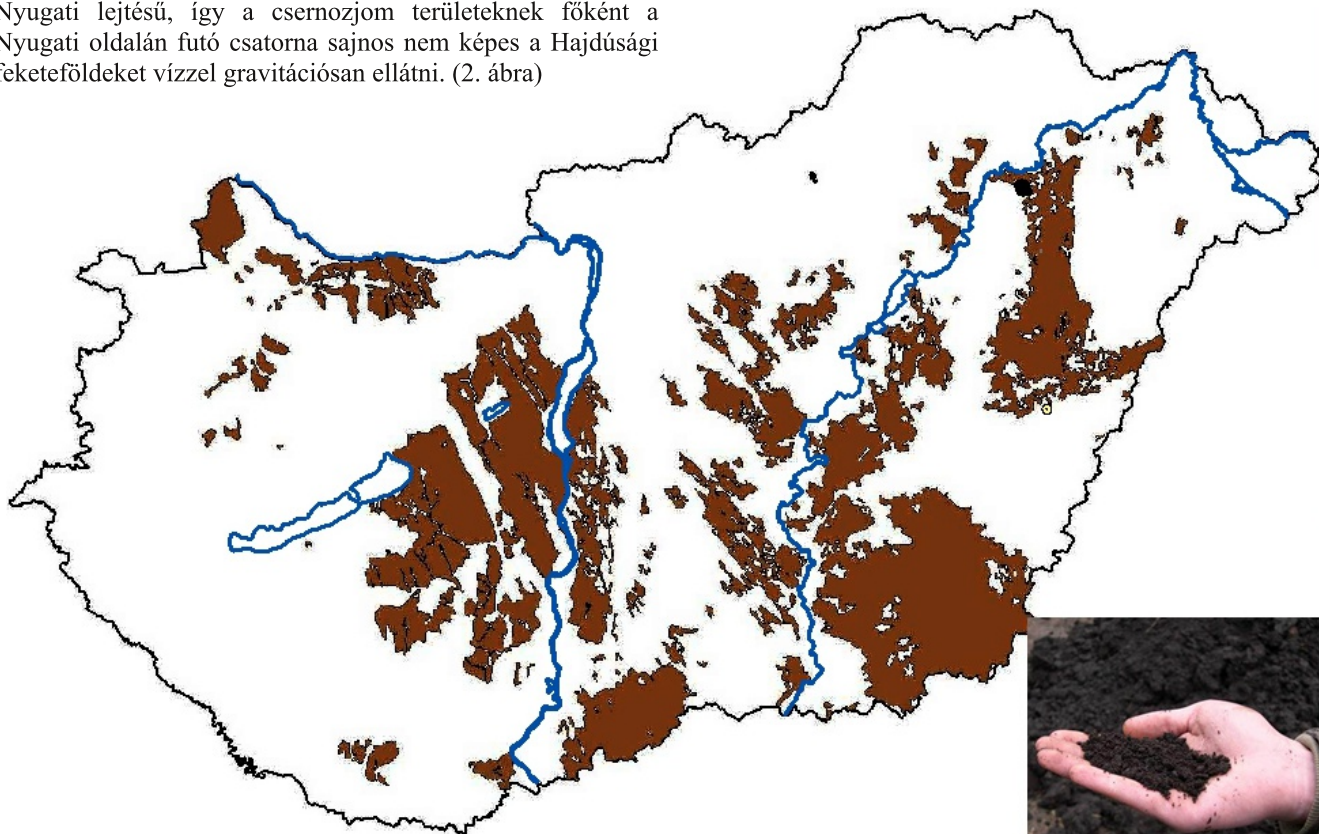 Nyugati lejtésű, így a csernozjom területeknek főként a
Nyugati oldalán futó csatorna sajnos nem képes a Hajdúsági
feketeföldeket vízzel gravitációsan ellátni. (2. ábra)